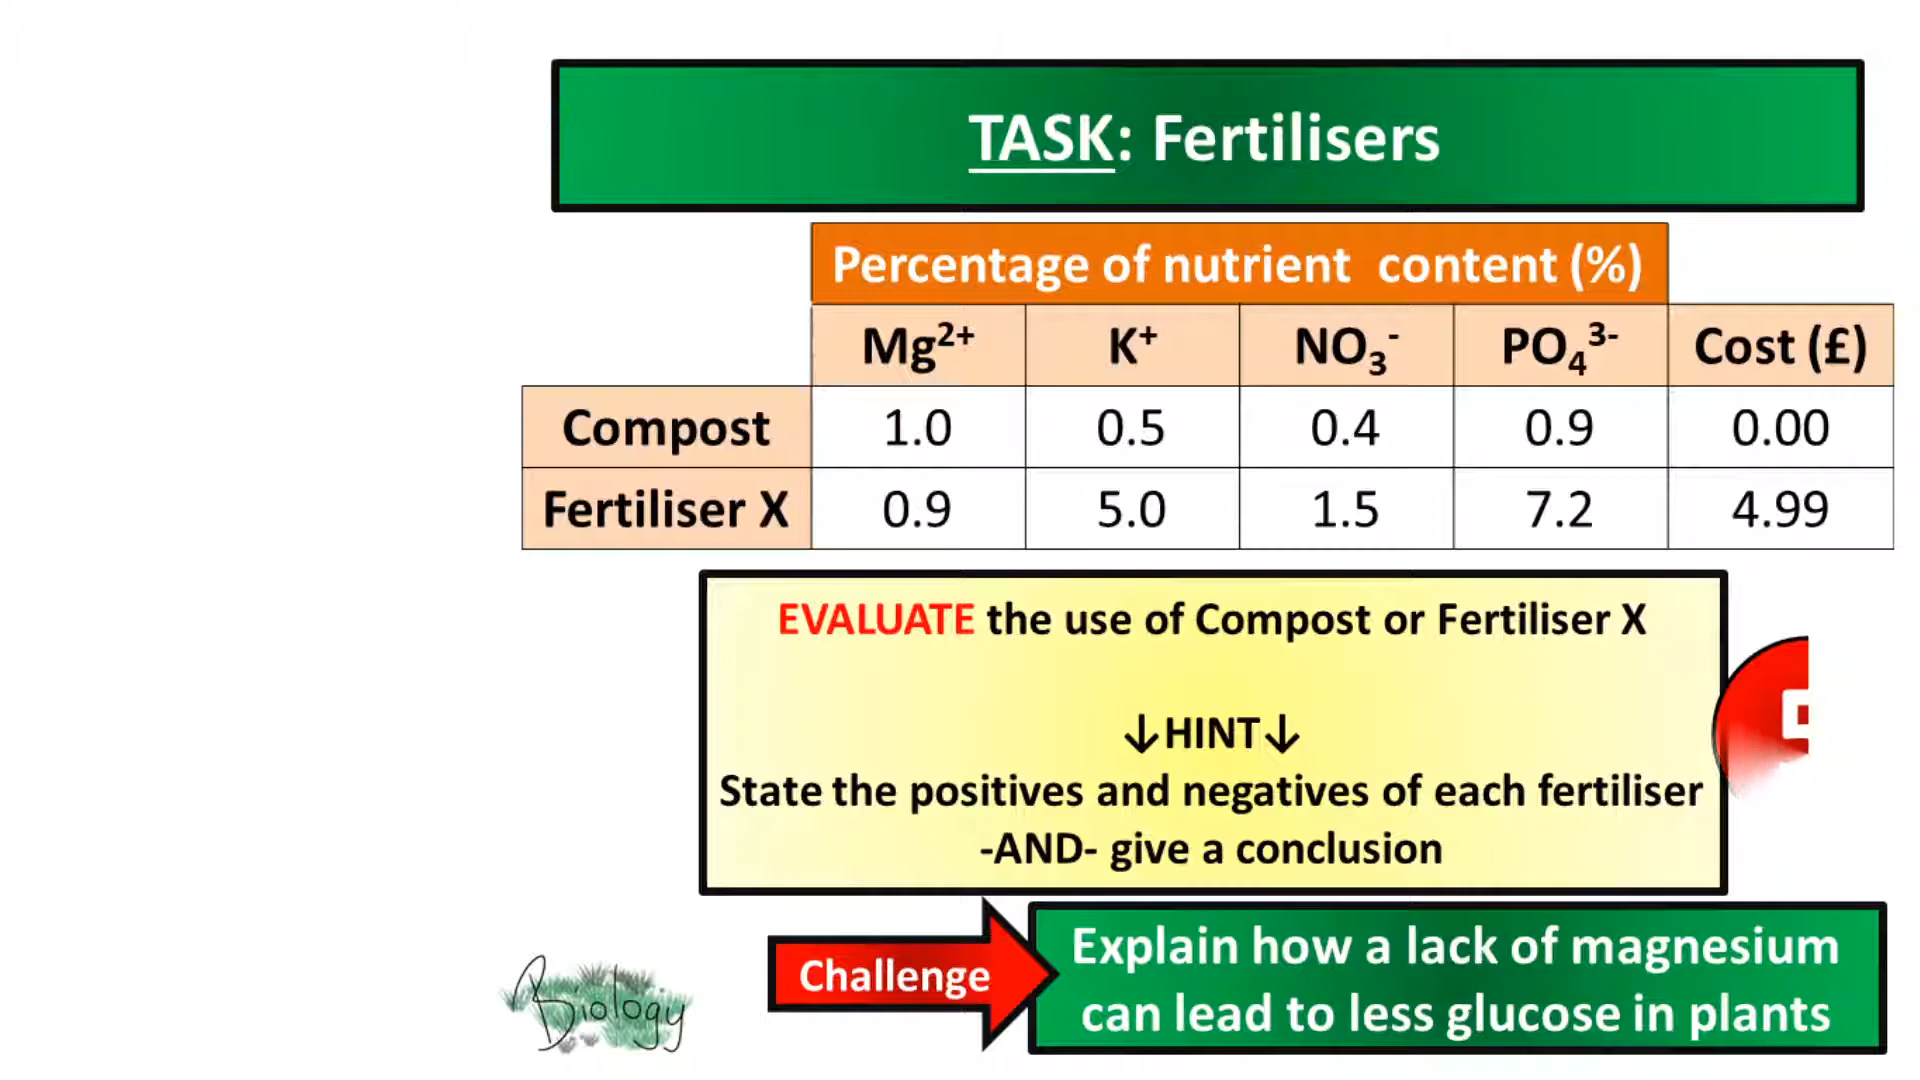 TASK: Fertilisers
Percentage of nutrient content (%)
Mg²⁺ K⁺ NO₃⁻ PO₄³⁻ Cost (£)
Compost 1.0 0.5 0.4 0.9 0.00
Fertiliser X 0.9 5.0 1.5 7.2 4.99
EVALUATE the use of Compost or Fertiliser X
↓HINT↓
State the positives and negatives of each fertiliser
-AND- give a conclusion
Challenge
Explain how a lack of magnesium
can lead to less glucose in plants
Biology